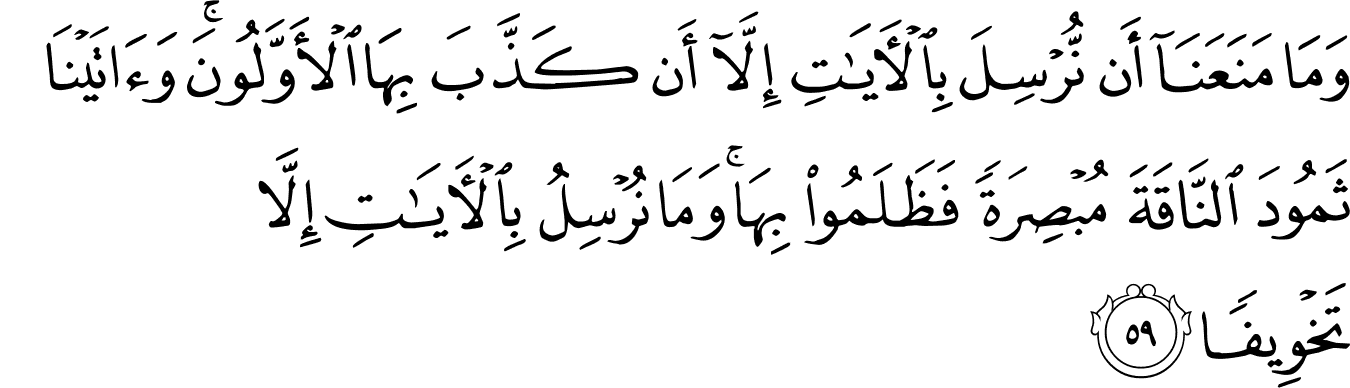 وَمَا مَنَعَنَآ أَن نُّرۡسِلَ بِٱلۡأٓيَٰتِ إِلَّآ أَن كَذَّبَ بِهَا ٱلۡأَوَّلُونَۚ وَءَاتَيۡنَا
ثَمُودَ ٱلنَّاقَةَ مُبۡصِرَةٗ فَظَلَمُواْ بِهَاۚ وَمَا نُرۡسِلُ بِٱلۡأٓيَٰتِ إِلَّا
تَخۡوِيفٗا ٥٩